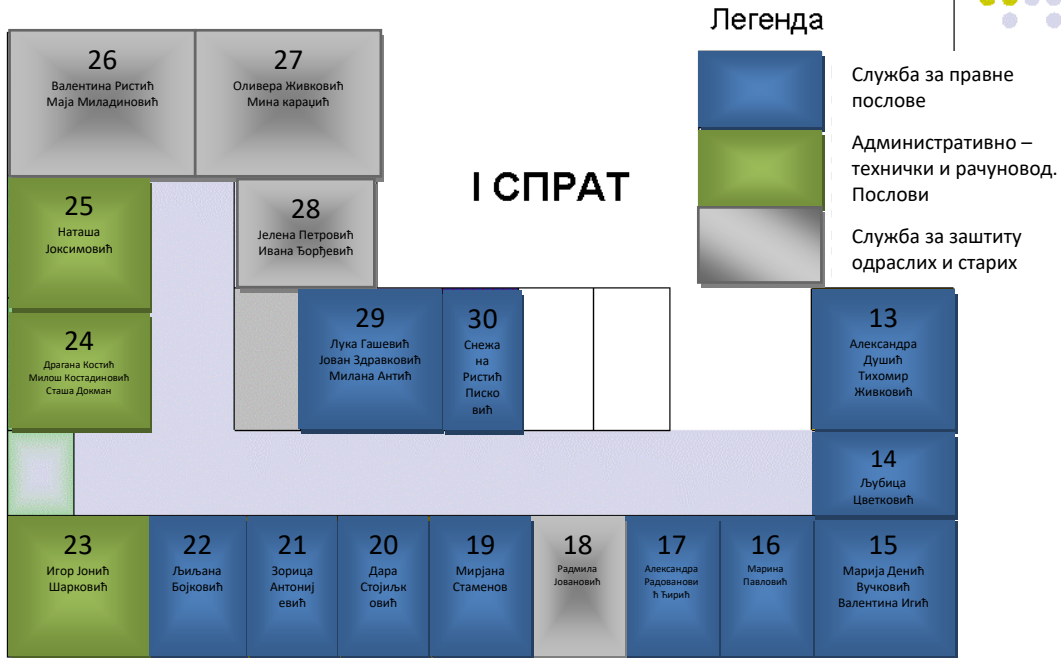 Легенда
Служба за правне
послове
Административно –
технички и рачуновод.
Послови
Служба за заштиту
одраслих и старих
I СПРАТ
26
Валентина Ристић
Маја Миладиновић
27
Оливера Живковић
Мина караџић
25
Наташа
Јоксимовић
28
Јелена Петровић
Ивана Ђорђевић
24
Драгана Костић
Милош Костадиновић
Сташа Докман
29
Лука Гашевић
Јован Здравковић
Милана Антић
30
Снежа
на
Ристић
Писко
вић
13
Александра
Душић
Тихомир
Живковић
14
Љубица
Цветковић
23
Игор Јонић
Шарковић
22
Љиљана
Бојковић
21
Зорица
Антониј
евић
20
Дара
Стојиљк
овић
19
Мирјана
Стаменов
18
Радмила
Јовановић
17
Александра
Радованови
ћ Ћирић
16
Марина
Павловић
15
Марија Денић
Вучковић
Валентина Игић